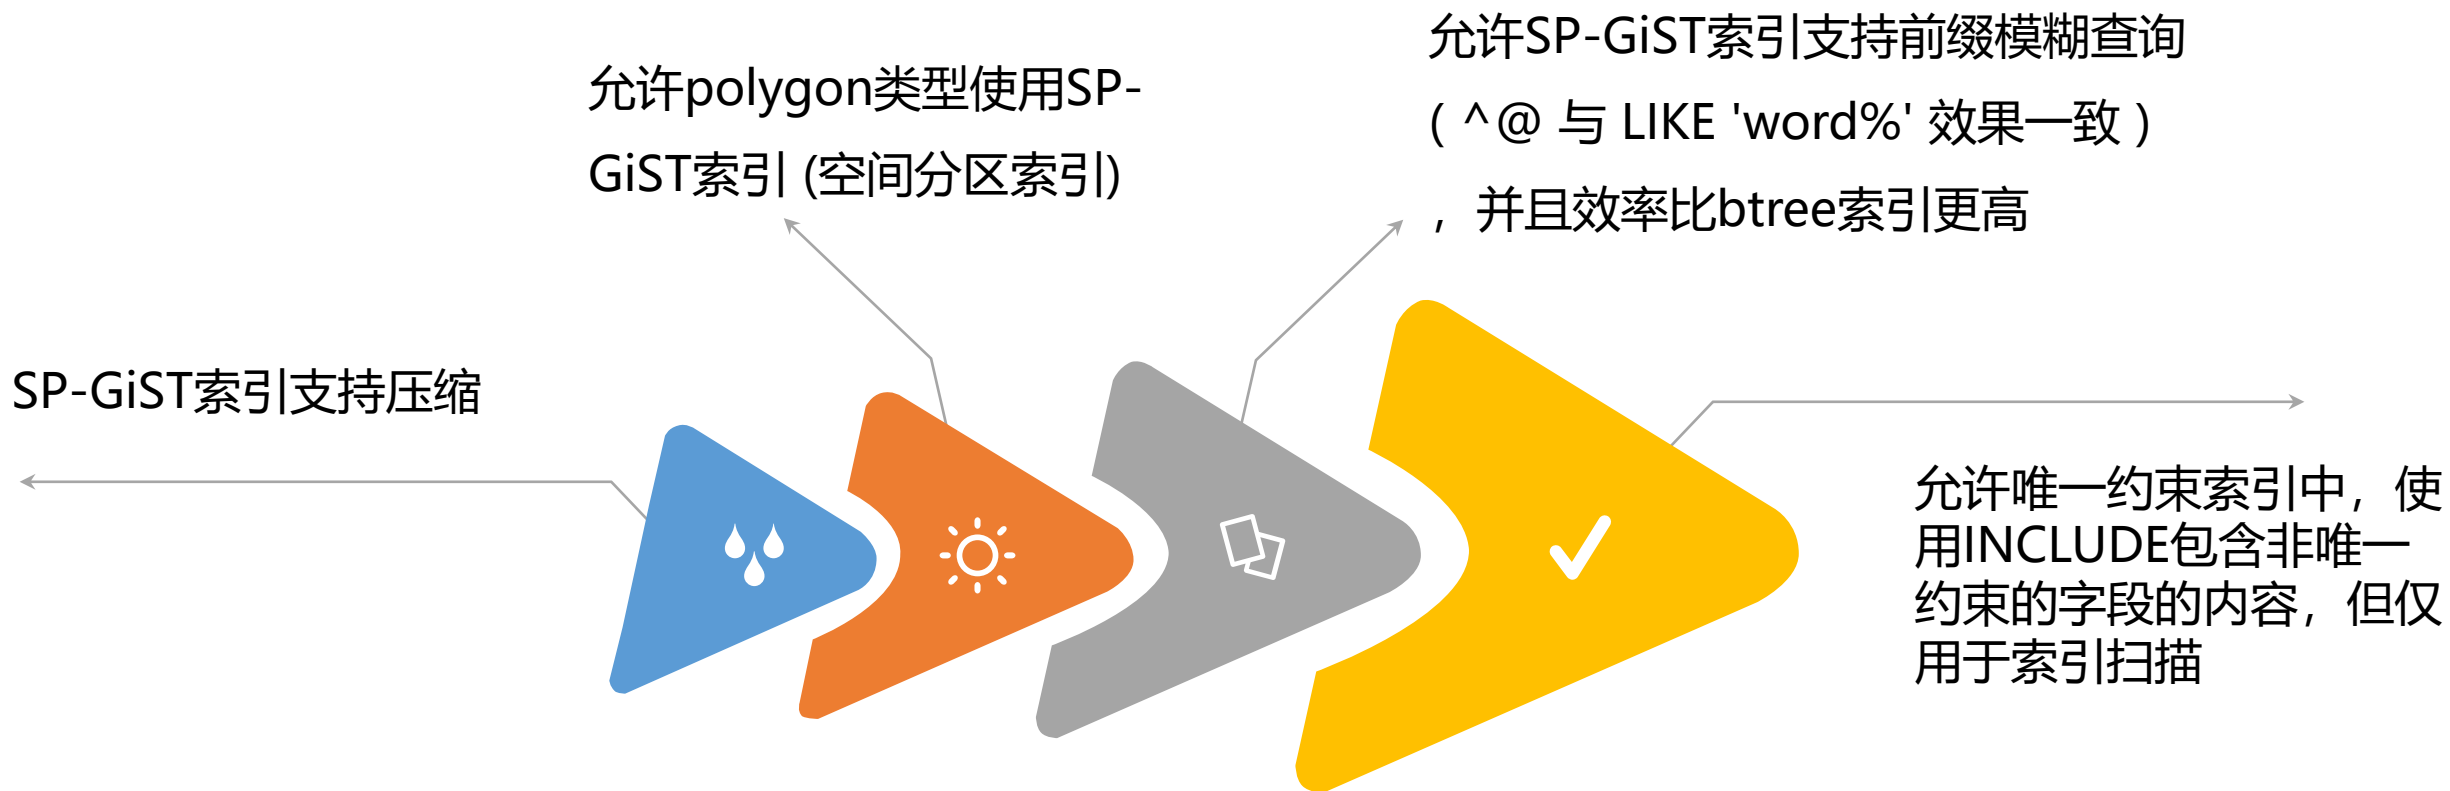 SP-GiST索引支持压缩
允许polygon类型使用SP-
GiST索引 (空间分区索引)
允许SP-GiST索引支持前缀模糊查询
( ^@ 与 LIKE 'word%' 效果一致 )
，并且效率比btree索引更高
允许唯一约束索引中，使
用INCLUDE包含非唯一
约束的字段的内容，但仅
用于索引扫描